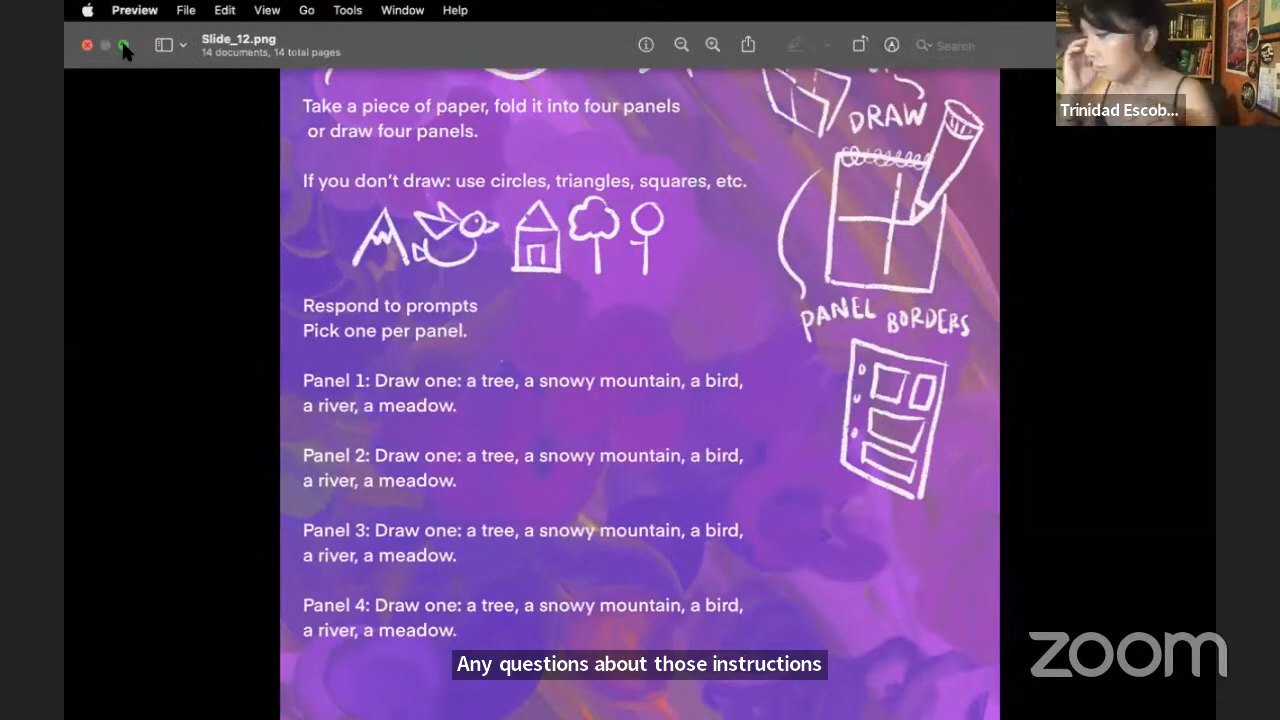 Preview File Edit View Go Tools Window Help
Slide_12.png
14 documents, 14 total pages
Search
Trinidad Escob...
Take a piece of paper, fold it into four panels
or draw four panels.
DRAW
If you don't draw: use circles, triangles, squares, etc.
PANEL BORDERS
Respond to prompts
Pick one per panel.
Panel 1: Draw one: a tree, a snowy mountain, a bird,
a river, a meadow.
Panel 2: Draw one: a tree, a snowy mountain, a bird,
a river, a meadow.
Panel 3: Draw one: a tree, a snowy mountain, a bird,
a river, a meadow.
Panel 4: Draw one: a tree, a snowy mountain, a bird,
a river, a meadow.
Any questions about those instructions
zoom